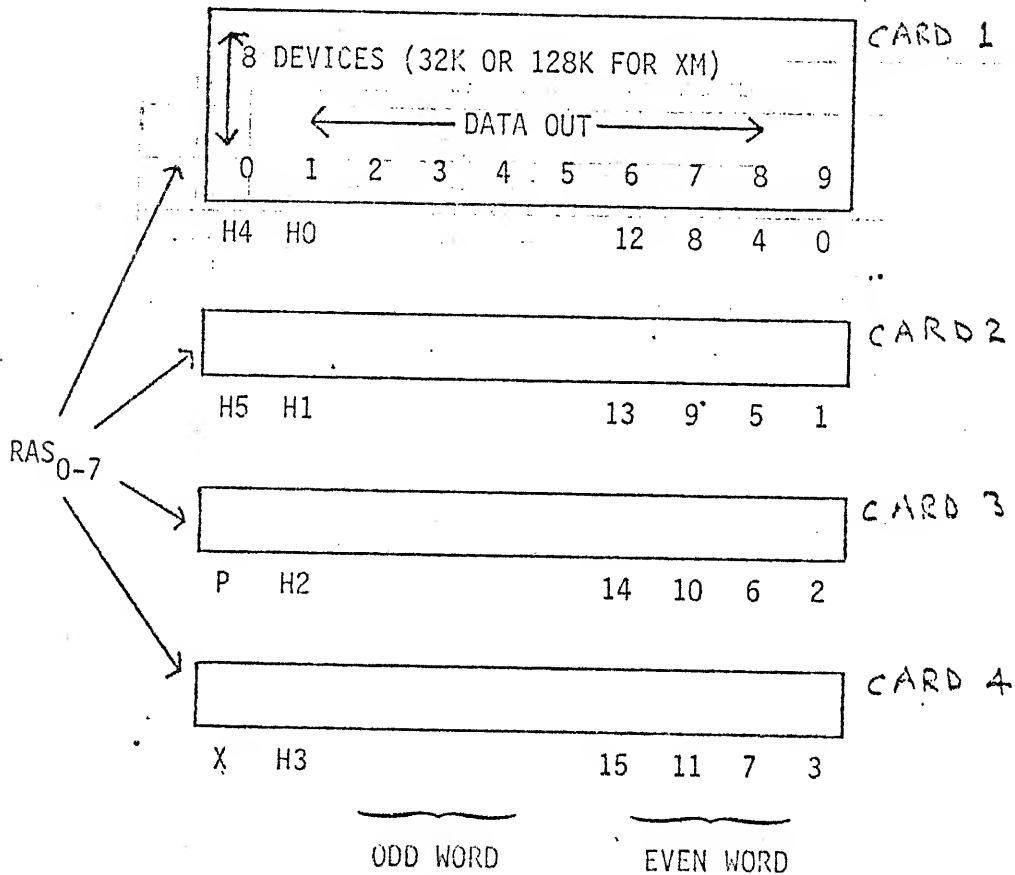 CARD 1
8 DEVICES (32K OR 128K FOR XM)
DATA OUT
0 1 2 3 4 5 6 7 8 9
H4 H0 12 8 4 0
CARD 2
H5 H1 13 9 5 1
RAS0-7
CARD 3
P H2 14 10 6 2
CARD 4
X H3 15 11 7 3
ODD WORD EVEN WORD